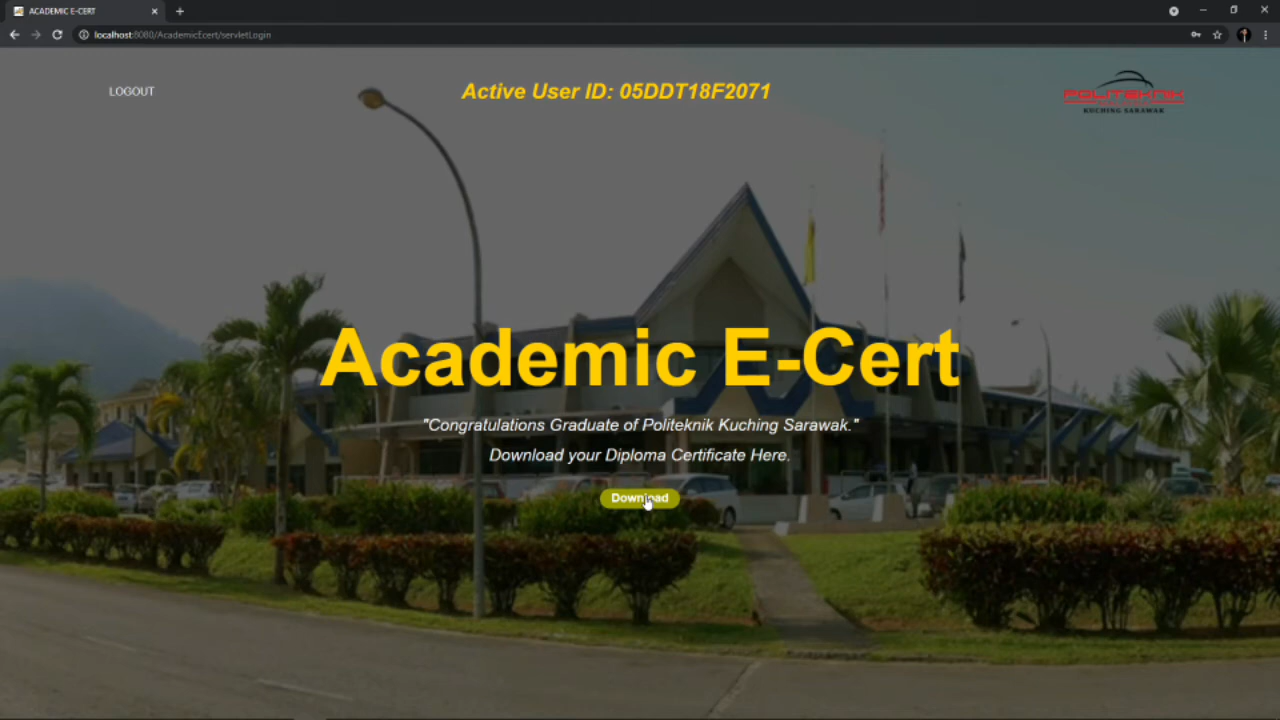 ACADEMIC E-CERT
localhost:8080/AcademicEcert/servletLogin
LOGOUT
Active User ID: 05DDT18F2071
POLITEKNIK
KUCHING SARAWAK
Academic E-Cert
"Congratulations Graduate of Politeknik Kuching Sarawak."
Download your Diploma Certificate Here.
Download